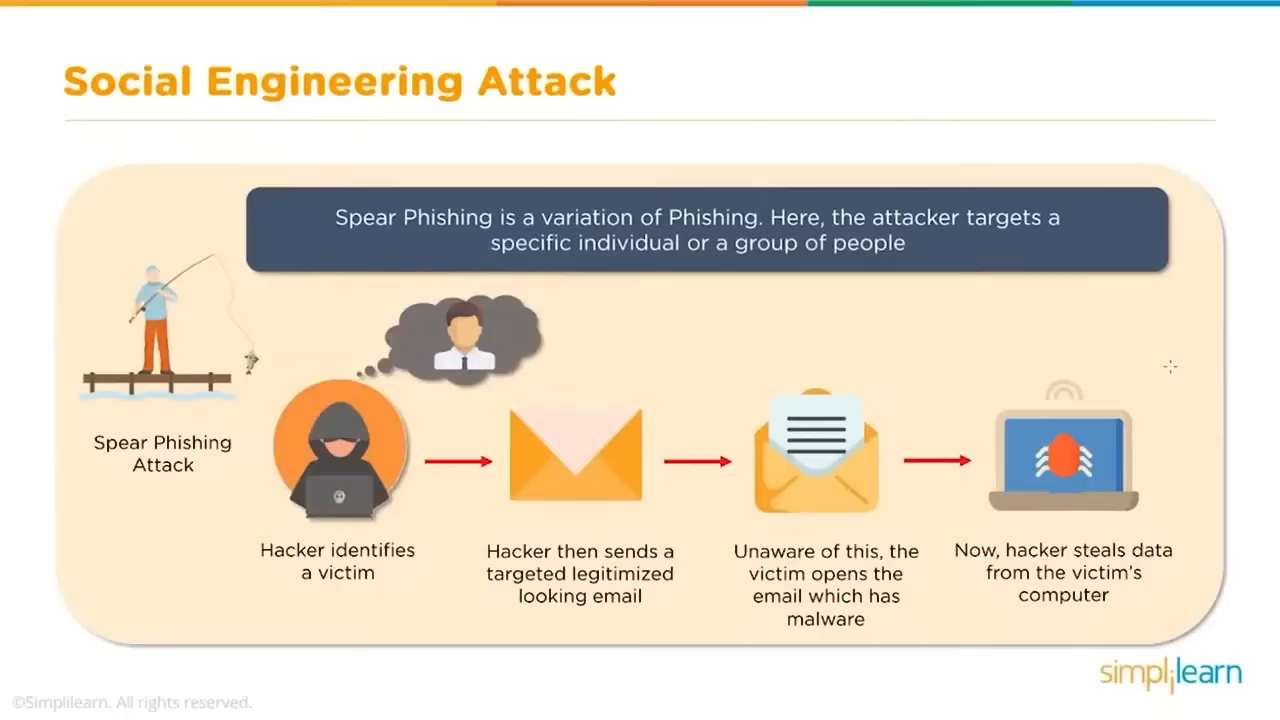 Social Engineering Attack
Spear Phishing is a variation of Phishing. Here, the attacker targets a
specific individual or a group of people
Spear Phishing
Attack
Hacker identifies
a victim
Hacker then sends a
targeted legitimized
looking email
Unaware of this, the
victim opens the
email which has
malware
Now, hacker steals data
from the victim's
computer
simplilearn
©Simplilearn. All rights reserved.